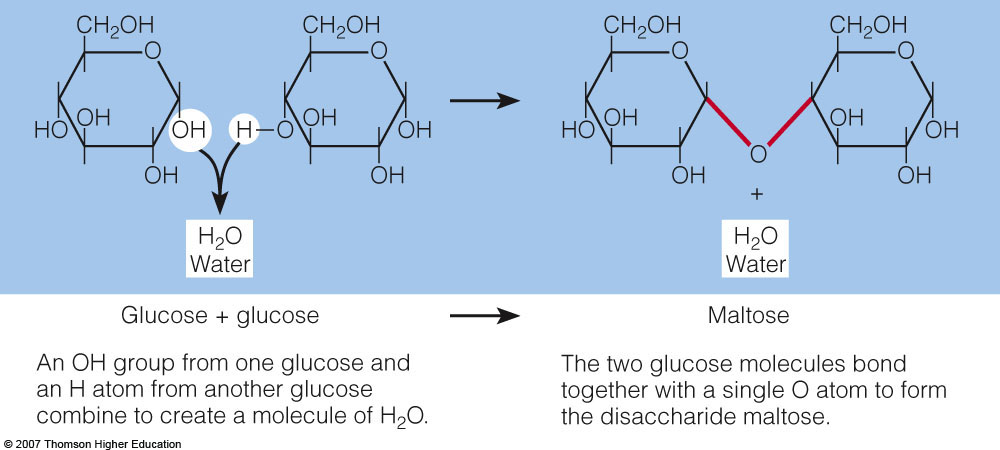 CH₂OH
O
HO
OH
OH
OH
H
O
CH₂OH
O
OH
OH
OH
H₂O
Water
CH₂OH
O
HO
OH
OH
O
CH₂OH
O
OH
OH
OH
+
H₂O
Water
Glucose + glucose
Maltose
An OH group from one glucose and
an H atom from another glucose
combine to create a molecule of H₂O.
The two glucose molecules bond
together with a single O atom to form
the disaccharide maltose.
© 2007 Thomson Higher Education